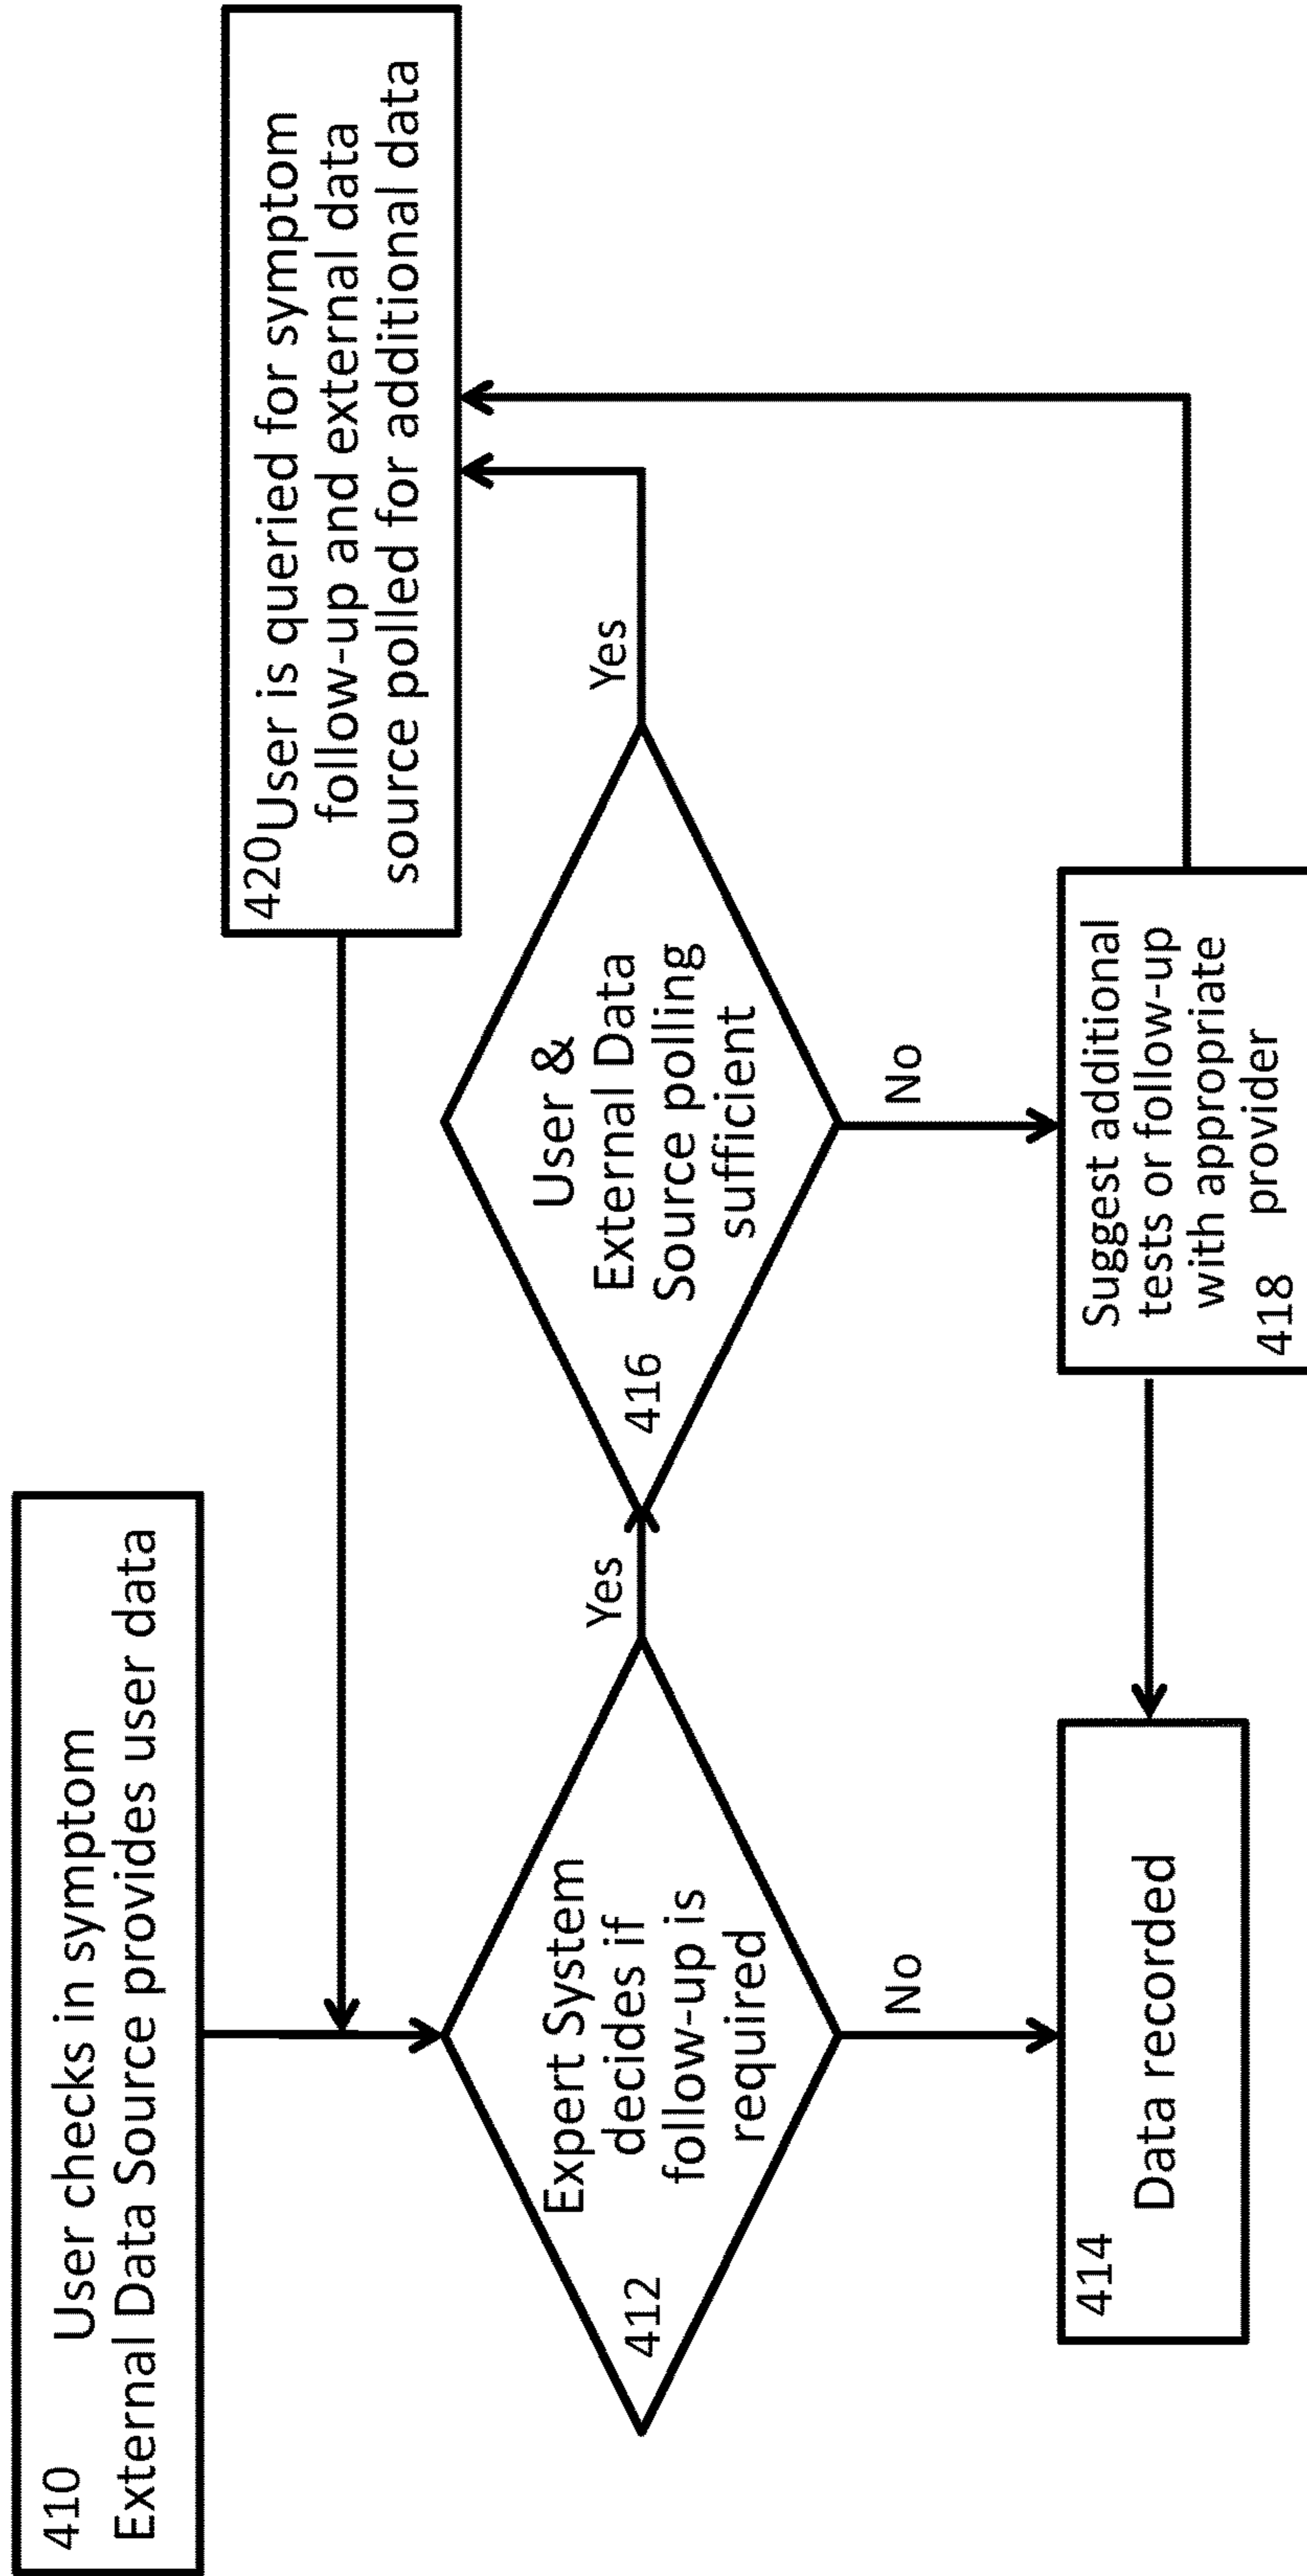 410 User checks in symptom
External Data Source provides user data
420 User is queried for symptom
follow-up and external data
source polled for additional data
Expert System
decides if
follow-up is
required
412
Yes
No
User &
External Data
Source polling
sufficient
416
Yes
No
414
Data recorded
Suggest additional
tests or follow-up
with appropriate
418 provider